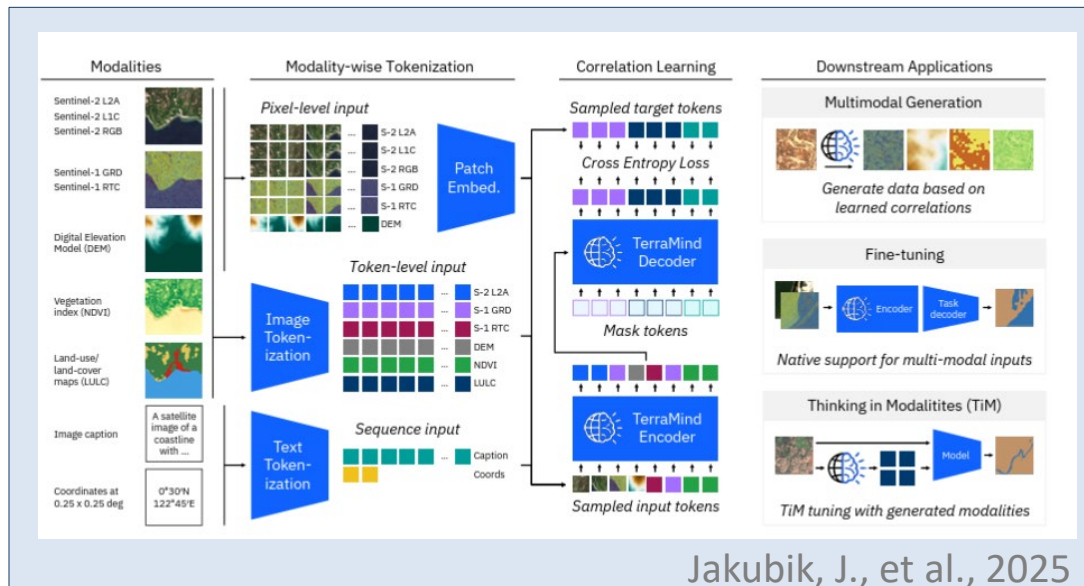 Modalities
Sentinel-2 L2A
Sentinel-2 L1C
Sentinel-2 RGB
Sentinel-1 GRD
Sentinel-1 RTC
Digital Elevation
Model (DEM)
Vegetation
index (NDVI)
Land-use/
land-cover
maps (LULC)
Image caption
A satellite
image of a
coastline
with ...
Coordinates at
0.25 x 0.25 deg
0°30'N
122°45'E
Modality-wise Tokenization
Pixel-level input
... S-2 L2A
... S-2 L1C
... S-2 RGB
... S-1 GRD
... S-1 RTC
... DEM
Patch
Embed.
Token-level input
Image
Token-
ization
... S-2 L2A
... S-1 GRD
... S-1 RTC
... DEM
... NDVI
... LULC
Sequence input
Text
Token-
ization
... Caption
Coords
Correlation Learning
Sampled target tokens
Cross Entropy Loss
TerraMind
Decoder
Mask tokens
TerraMind
Encoder
Sampled input tokens
Downstream Applications
Multimodal Generation
Generate data based on
learned correlations
Fine-tuning
Encoder
Task
decoder
Native support for multi-modal inputs
Thinking in Modalitites (TiM)
Model
TiM tuning with generated modalities
Jakubik, J., et al., 2025